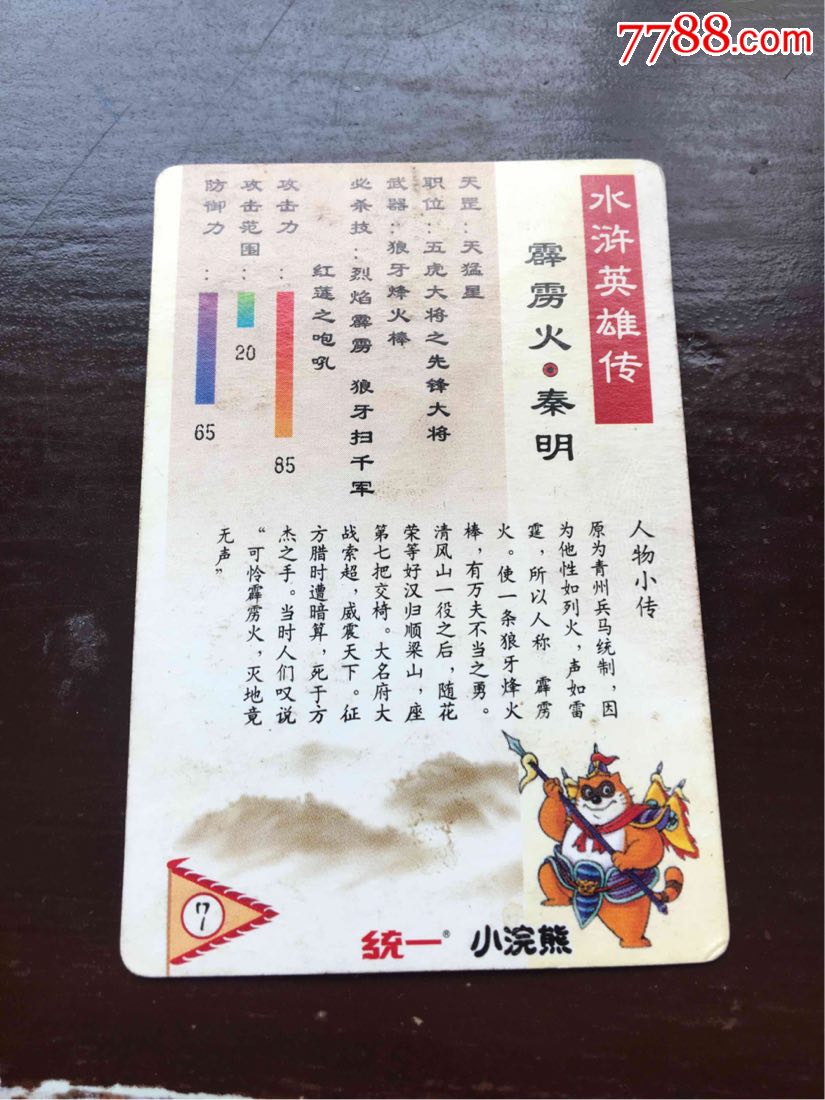 7788.com
水浒英雄传
霹雳火·秦明
天罡:天猛星
职位:五虎大将之先锋大将
武器:狼牙烽火棒
必杀技:烈焰霹雳 狼牙扫千军
红莲之咆吼
攻击力:
85
攻击范围:
20
防御力:
65
人物小传
原为青州兵马统制,因
为他性如列火,声如雷
霆,所以人称 霹雳
火。使一条狼牙烽火
棒,有万夫不当之勇。
清风山一役之后,随花
荣等好汉归顺梁山,座
第七把交椅。大名府大
战索超,威震天下。征
方腊时遭暗算,死于方
杰之手。当时人们叹说
“可怜霹雳火,灭地竟
无声”
7
统一® 小浣熊